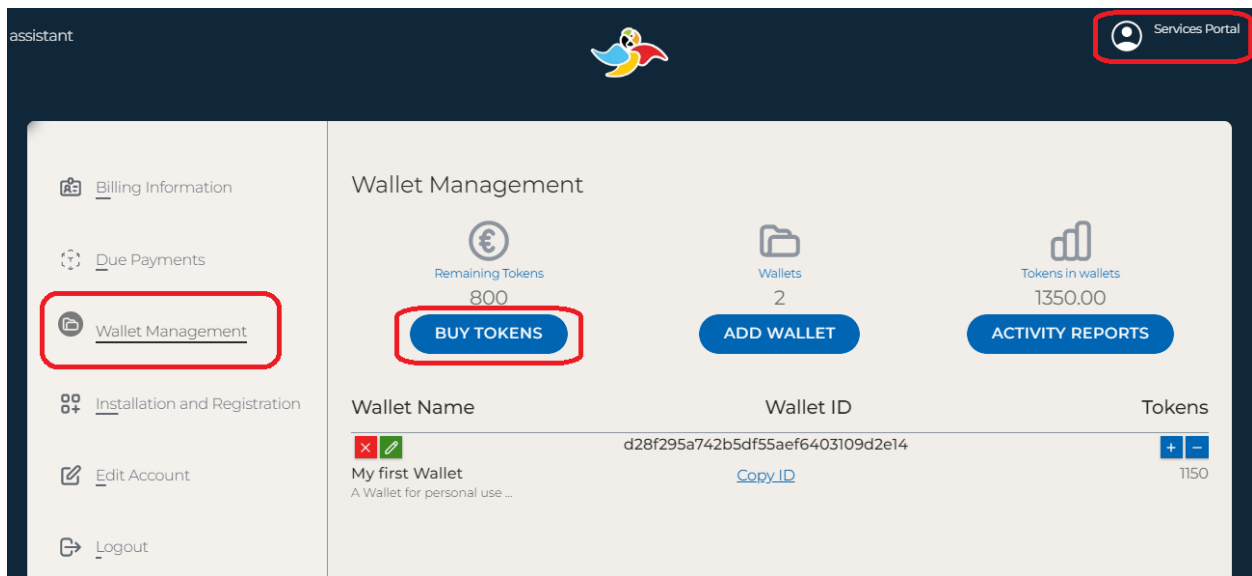 assistant
Services Portal
Billing Information
Due Payments
Wallet Management
Installation and Registration
Edit Account
Logout
Wallet Management
Remaining Tokens
800
BUY TOKENS
Wallets
2
ADD WALLET
Tokens in wallets
1350.00
ACTIVITY REPORTS
Wallet Name Wallet ID Tokens
d28f295a742b5df55aef6403109d2e14
My first Wallet Copy ID 1150
A Wallet for personal use ...